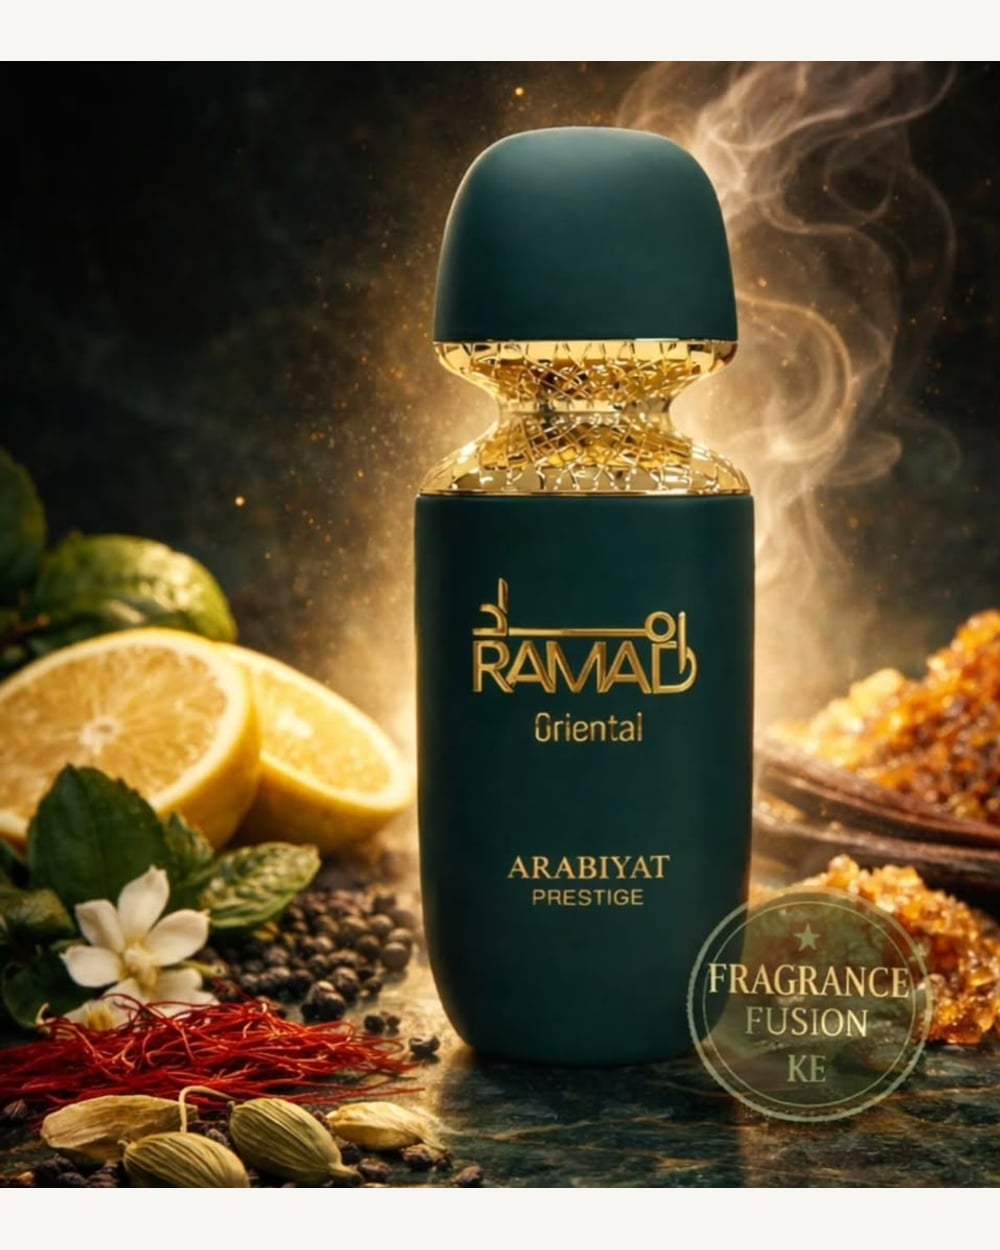 رماد
RAMAD
Oriental
ARABIYAT
PRESTIGE
FRAGRANCE
FUSION
KE